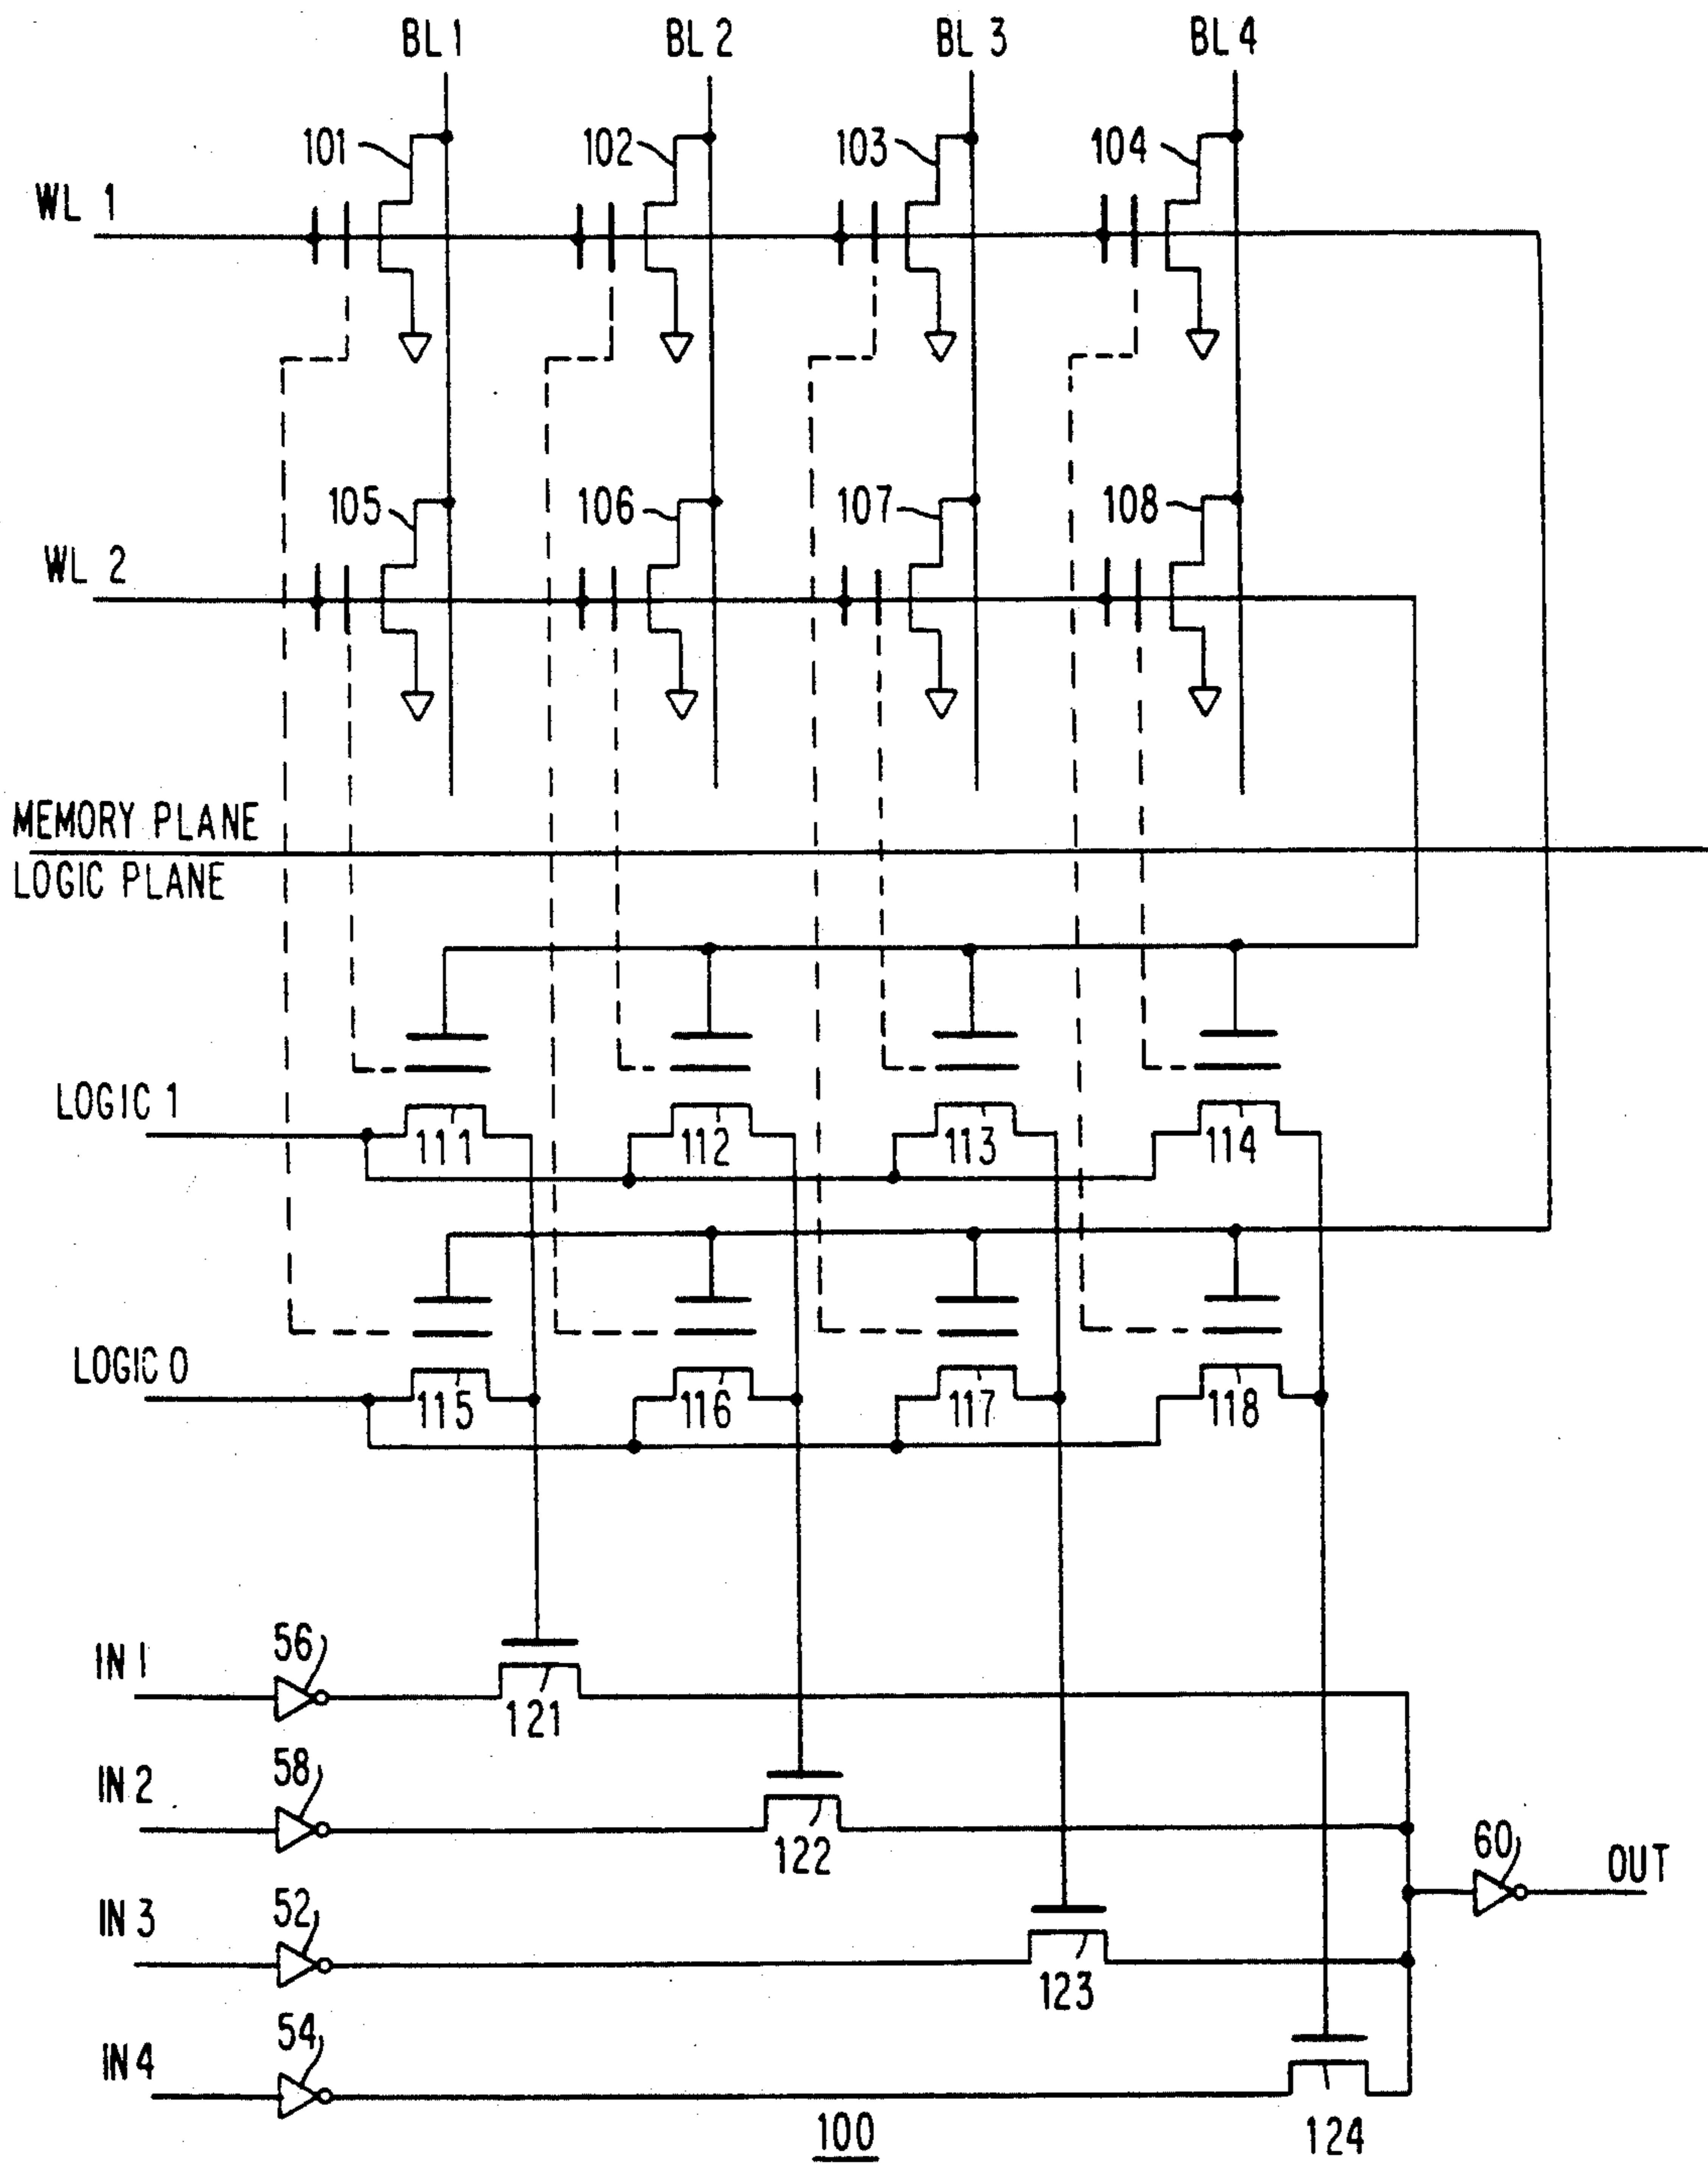 BL 1 BL 2 BL 3 BL 4
101 102 103 104
WL 1
105 106 107 108
WL 2
MEMORY PLANE
LOGIC PLANE
LOGIC 1
111 112 113 114
LOGIC 0
115 116 117 118
IN 1 56
121
IN 2 58
122
60 OUT
IN 3 52
123
IN 4 54
124
100